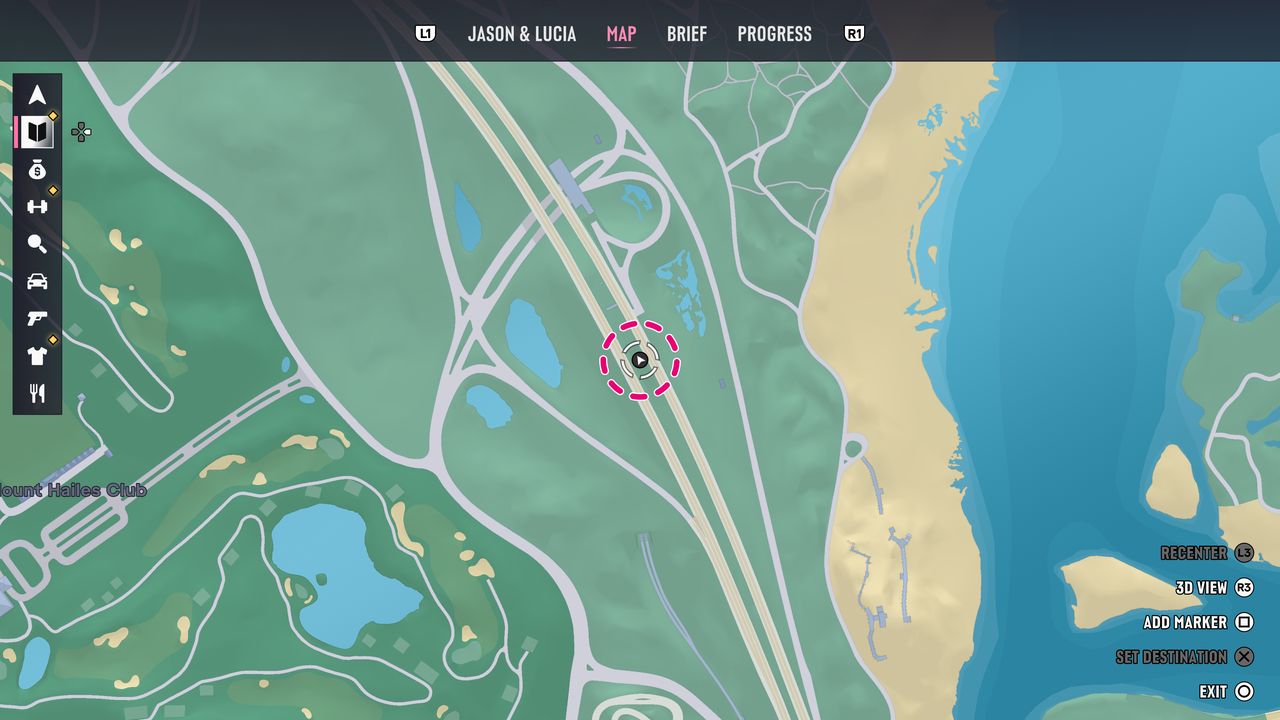 L1 JASON & LUCIA MAP BRIEF PROGRESS R1
$
ount Hailes Club
RECENTER L3
3D VIEW R3
ADD MARKER
SET DESTINATION
EXIT